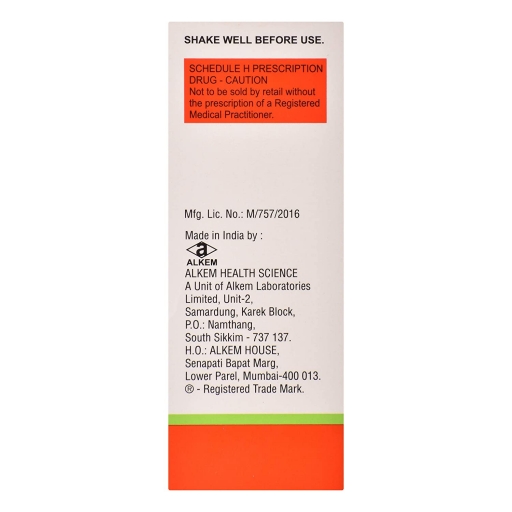 SHAKE WELL BEFORE USE.
SCHEDULE H PRESCRIPTION
DRUG - CAUTION
Not to be sold by retail without
the prescription of a Registered
Medical Practitioner.
Mfg. Lic. No.: M/757/2016
Made in India by :
a
ALKEM
ALKEM HEALTH SCIENCE
A Unit of Alkem Laboratories
Limited, Unit-2,
Samardung, Karek Block,
P.O.: Namthang,
South Sikkim - 737 137.
H.O.: ALKEM HOUSE,
Senapati Bapat Marg,
Lower Parel, Mumbai-400 013.
® - Registered Trade Mark.